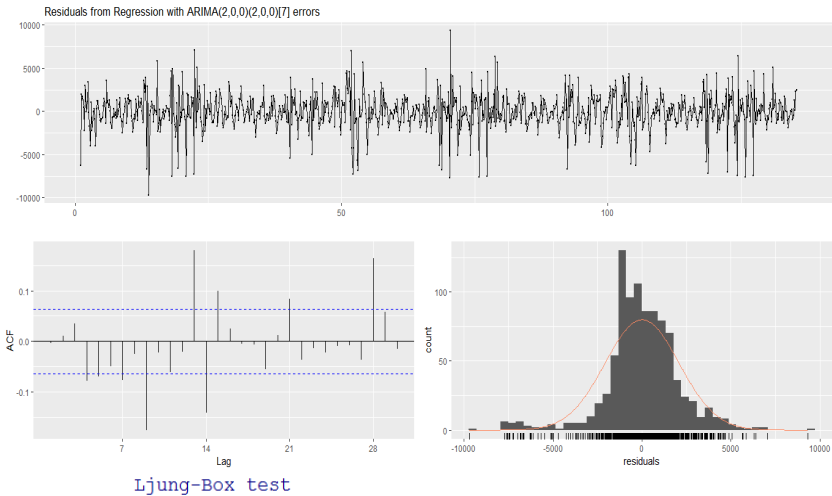 Residuals from Regression with ARIMA(2,0,0)(2,0,0)[7] errors
10000
5000
0
-5000
-10000
0 50 100
ACF
0.1
0.0
-0.1
7 14 21 28
Lag
count
100
50
0
-10000 -5000 0 5000 10000
residuals
Ljung-Box test